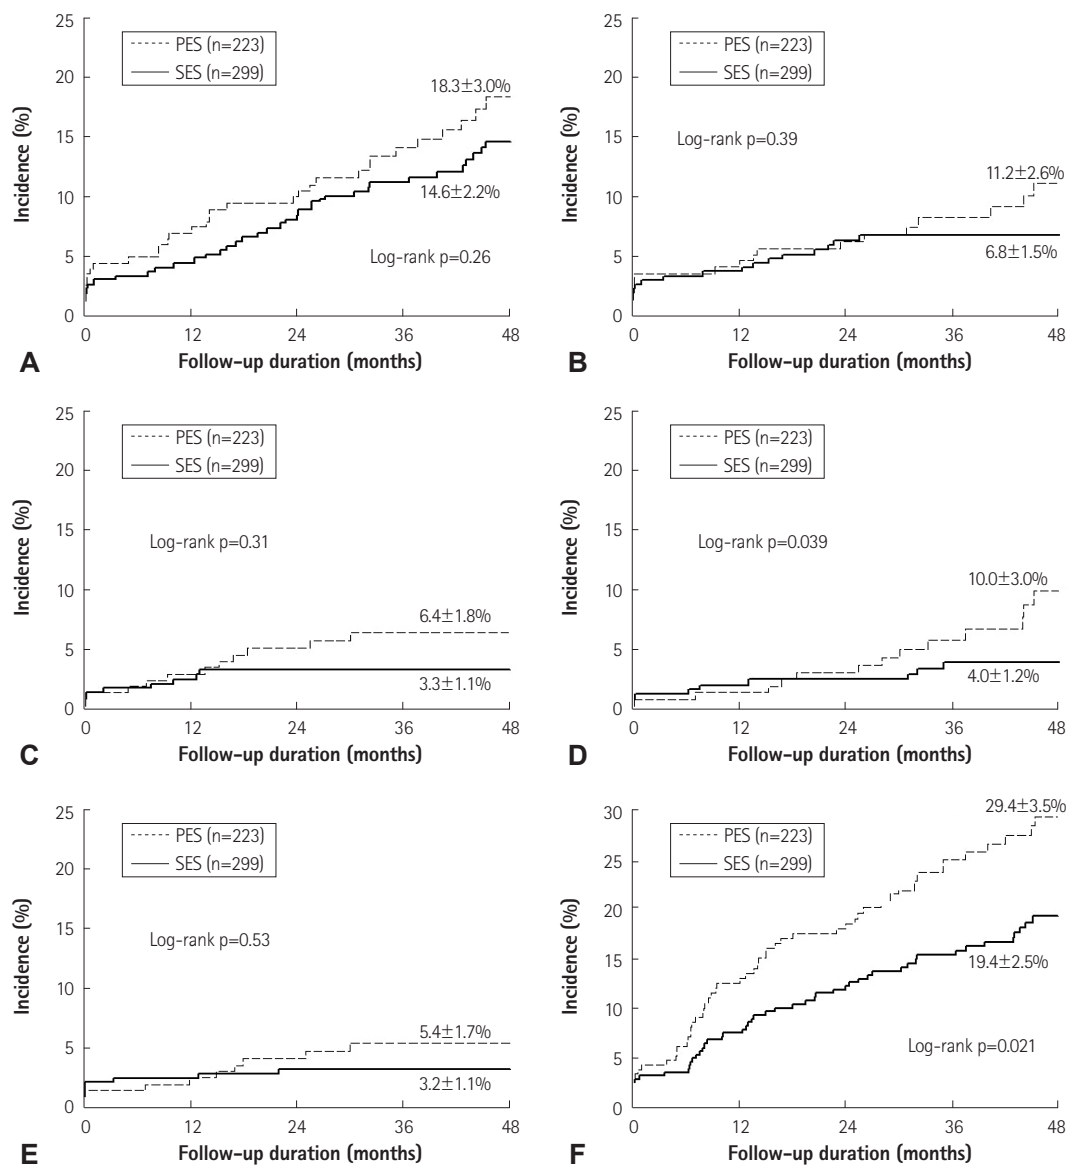 25
20
15
10
5
0
Incidence (%)
PES (n=223)
SES (n=299)
18.3±3.0%
14.6±2.2%
Log-rank p=0.26
0 12 24 36 48
Follow-up duration (months)
A
25
20
15
10
5
0
Incidence (%)
PES (n=223)
SES (n=299)
Log-rank p=0.39
11.2±2.6%
6.8±1.5%
0 12 24 36 48
Follow-up duration (months)
B
25
20
15
10
5
0
Incidence (%)
PES (n=223)
SES (n=299)
Log-rank p=0.31
6.4±1.8%
3.3±1.1%
0 12 24 36 48
Follow-up duration (months)
C
25
20
15
10
5
0
Incidence (%)
PES (n=223)
SES (n=299)
Log-rank p=0.039
10.0±3.0%
4.0±1.2%
0 12 24 36 48
Follow-up duration (months)
D
25
20
15
10
5
0
Incidence (%)
PES (n=223)
SES (n=299)
Log-rank p=0.53
5.4±1.7%
3.2±1.1%
0 12 24 36 48
Follow-up duration (months)
E
30
25
20
15
10
5
0
Incidence (%)
PES (n=223)
SES (n=299)
29.4±3.5%
19.4±2.5%
Log-rank p=0.021
0 12 24 36 48
Follow-up duration (months)
F